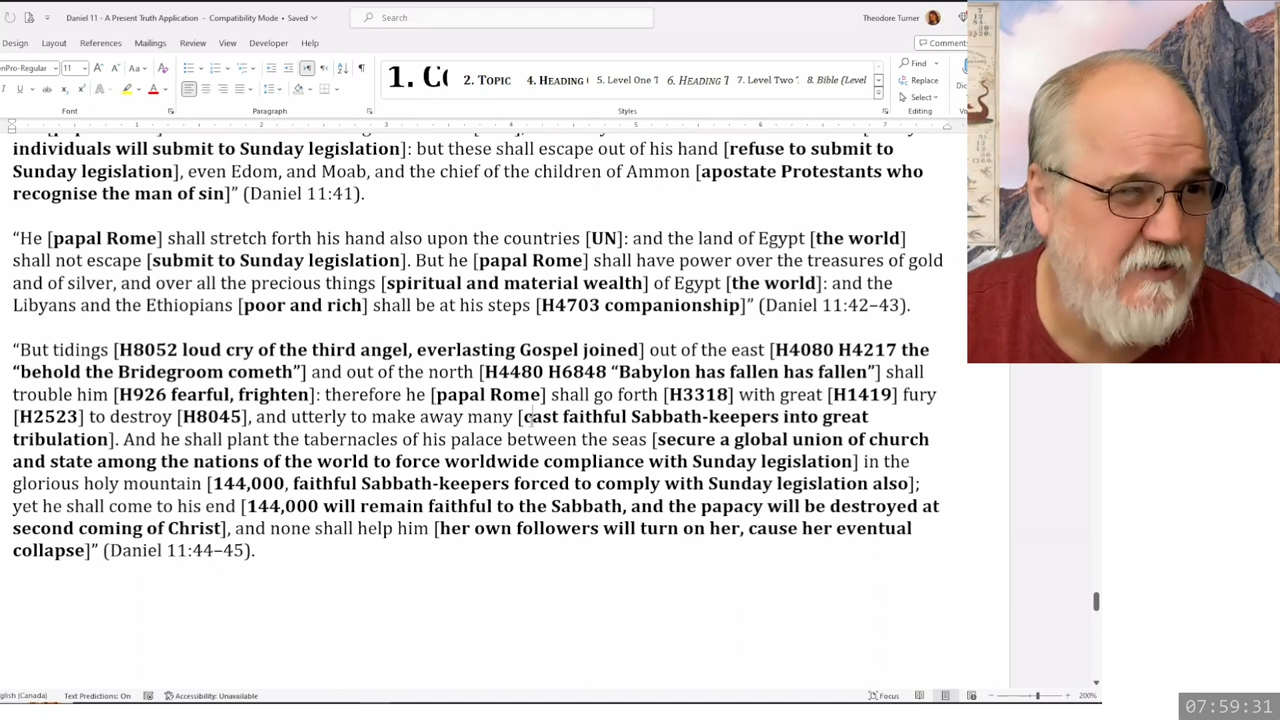 Daniel 11 - A Present Truth Application - Compatibility Mode • Saved
Search
Theodore Turner
Design Layout References Mailings Review View Developer Help
Comment
nPro-Regular 11 Aa
1. Co 2. Topic 4. Heading 5. Level One 6. Heading 7. Level Two 8. Bible (Level
Find
Replace
Select
Font Paragraph Styles Editing
individuals will submit to Sunday legislation]: but these shall escape out of his hand [refuse to submit to
Sunday legislation], even Edom, and Moab, and the chief of the children of Ammon [apostate Protestants who
recognise the man of sin]” (Daniel 11:41).
“He [papal Rome] shall stretch forth his hand also upon the countries [UN]: and the land of Egypt [the world]
shall not escape [submit to Sunday legislation]. But he [papal Rome] shall have power over the treasures of gold
and of silver, and over all the precious things [spiritual and material wealth] of Egypt [the world]: and the
Libyans and the Ethiopians [poor and rich] shall be at his steps [H4703 companionship]” (Daniel 11:42–43).
“But tidings [H8052 loud cry of the third angel, everlasting Gospel joined] out of the east [H4080 H4217 the
“behold the Bridegroom cometh”] and out of the north [H4480 H6848 “Babylon has fallen has fallen”] shall
trouble him [H926 fearful, frighten]: therefore he [papal Rome] shall go forth [H3318] with great [H1419] fury
[H2523] to destroy [H8045], and utterly to make away many [cast faithful Sabbath-keepers into great
tribulation]. And he shall plant the tabernacles of his palace between the seas [secure a global union of church
and state among the nations of the world to force worldwide compliance with Sunday legislation] in the
glorious holy mountain [144,000, faithful Sabbath-keepers forced to comply with Sunday legislation also];
yet he shall come to his end [144,000 will remain faithful to the Sabbath, and the papacy will be destroyed at
second coming of Christ], and none shall help him [her own followers will turn on her, cause her eventual
collapse]” (Daniel 11:44–45).
glish (Canada) Text Predictions: On Accessibility: Unavailable Focus 200%
07:59:31